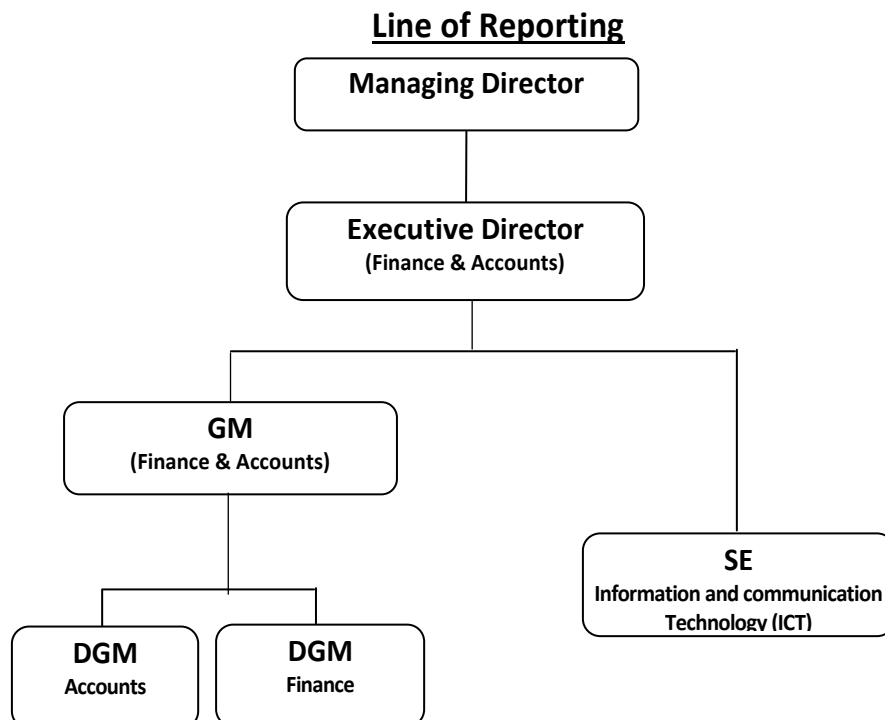 Line of Reporting
Managing Director
Executive Director
(Finance & Accounts)
GM
(Finance & Accounts)
SE
Information and communication
Technology (ICT)
DGM
Accounts
DGM
Finance